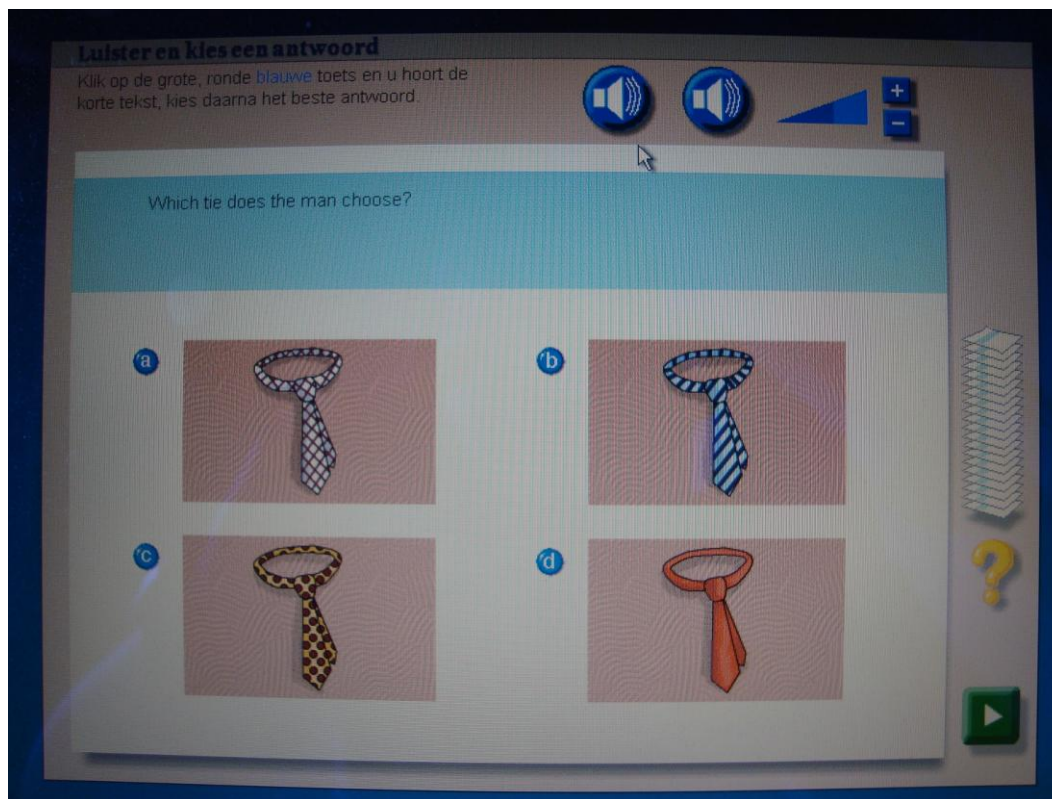 Luister en kies een antwoord
Klik op de grote, ronde blauwe toets en u hoort de
korte tekst, kies daarna het beste antwoord.
+
−
Which tie does the man choose?
a
b
c
d
?